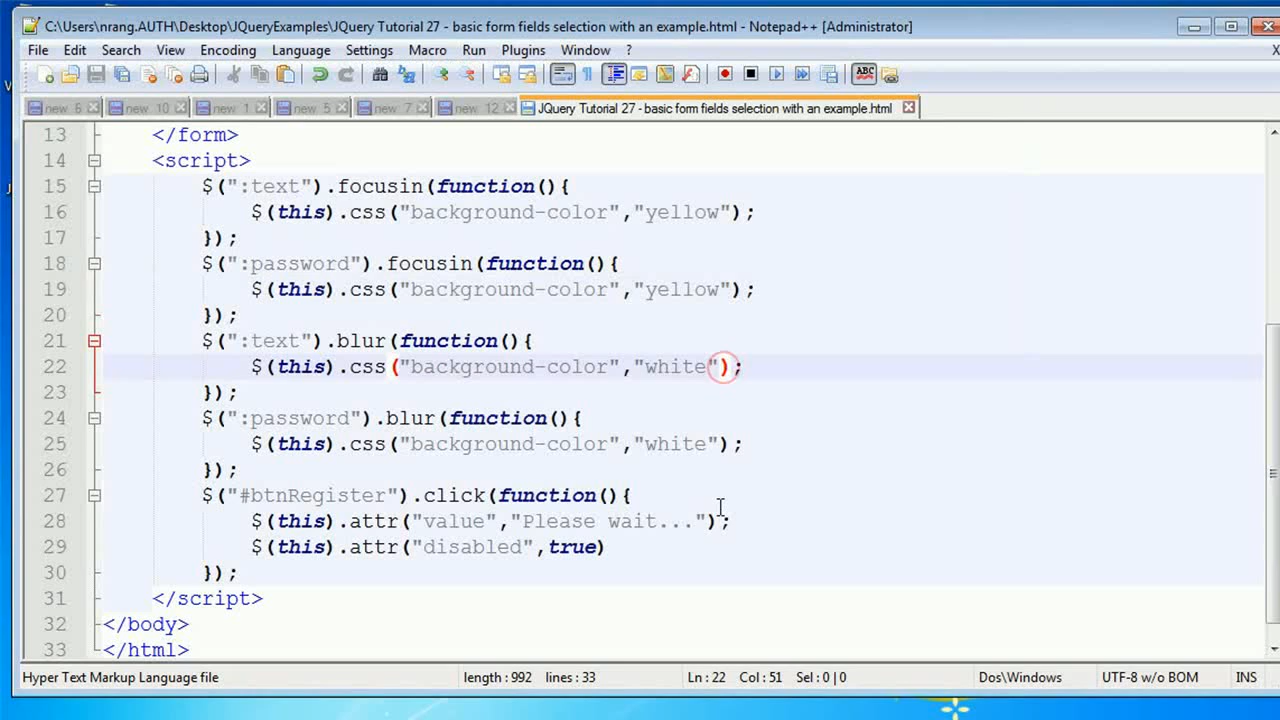 C:\Users\nrang.AUTH\Desktop\JQueryExamples\JQuery Tutorial 27 - basic form fields selection with an example.html - Notepad++ [Administrator]
File Edit Search View Encoding Language Settings Macro Run Plugins Window ? X
ABC
new 6 new 10 new 1 new 5 new 7 new 12 JQuery Tutorial 27 - basic form fields selection with an example.html
13 </form>
14 <script>
15 $(":text").focusin(function(){
16 $(this).css("background-color","yellow");
17 });
18 $(":password").focusin(function(){
19 $(this).css("background-color","yellow");
20 });
21 $(":text").blur(function(){
22 $(this).css("background-color","white");
23 });
24 $(":password").blur(function(){
25 $(this).css("background-color","white");
26 });
27 $("#btnRegister").click(function(){
28 $(this).attr("value","Please wait...");
29 $(this).attr("disabled",true)
30 });
31 </script>
32 </body>
33 </html>
Hyper Text Markup Language file length : 992 lines : 33 Ln : 22 Col : 51 Sel : 0 | 0 Dos\Windows UTF-8 w/o BOM INS